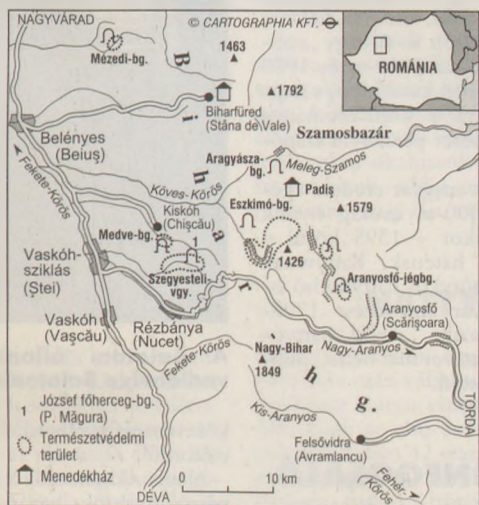 NAGYVÁRAD
© CARTOGRAPHIA KFT.
ROMÁNIA
Mézedi-bg.
B
1463
1792
Biharfüred
(Stâna de Vale)
i
Szamosbazár
Belényes
(Beiuş)
Aragyásza-
bg.
Meleg-Szamos
h
Padiş
Fekete-Körös
Köves-Körös
Eszkimó-bg.
1579
Kiskóh
(Chişcău)
a
Medve-bg.
1
1426
Vaskóh-
sziklás
(Ştei)
Szegyesteli-
vgy.
r
Aranyosfő-jégbg.
Aranyosfő
(Scărişoara)
Vaskóh
(Vaşcău)
Rézbánya
(Nucet)
Nagy-Aranyos
Fekete-Körös
Nagy-Bihar
1849
h
TORDA
1 József főherceg-bg.
(P. Măgura)
Kis-Aranyos
g.
Természetvédelmi
terület
Felsővidra
(Avramlancu)
Menedékház
10 km
DÉVA
Fehér-
Körös